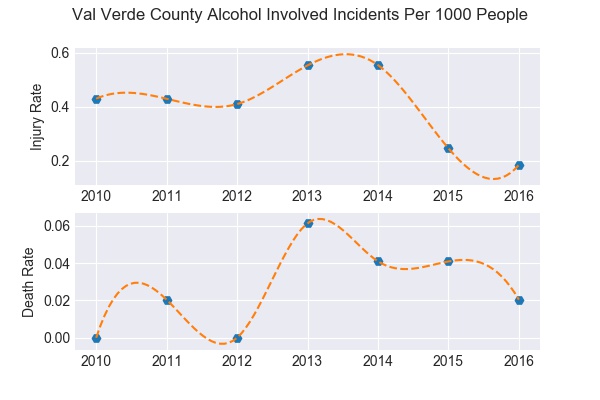 Val Verde County Alcohol Involved Incidents Per 1000 People
Injury Rate
0.6
0.4
0.2
2010 2011 2012 2013 2014 2015 2016
Death Rate
0.06
0.04
0.02
0.00
2010 2011 2012 2013 2014 2015 2016